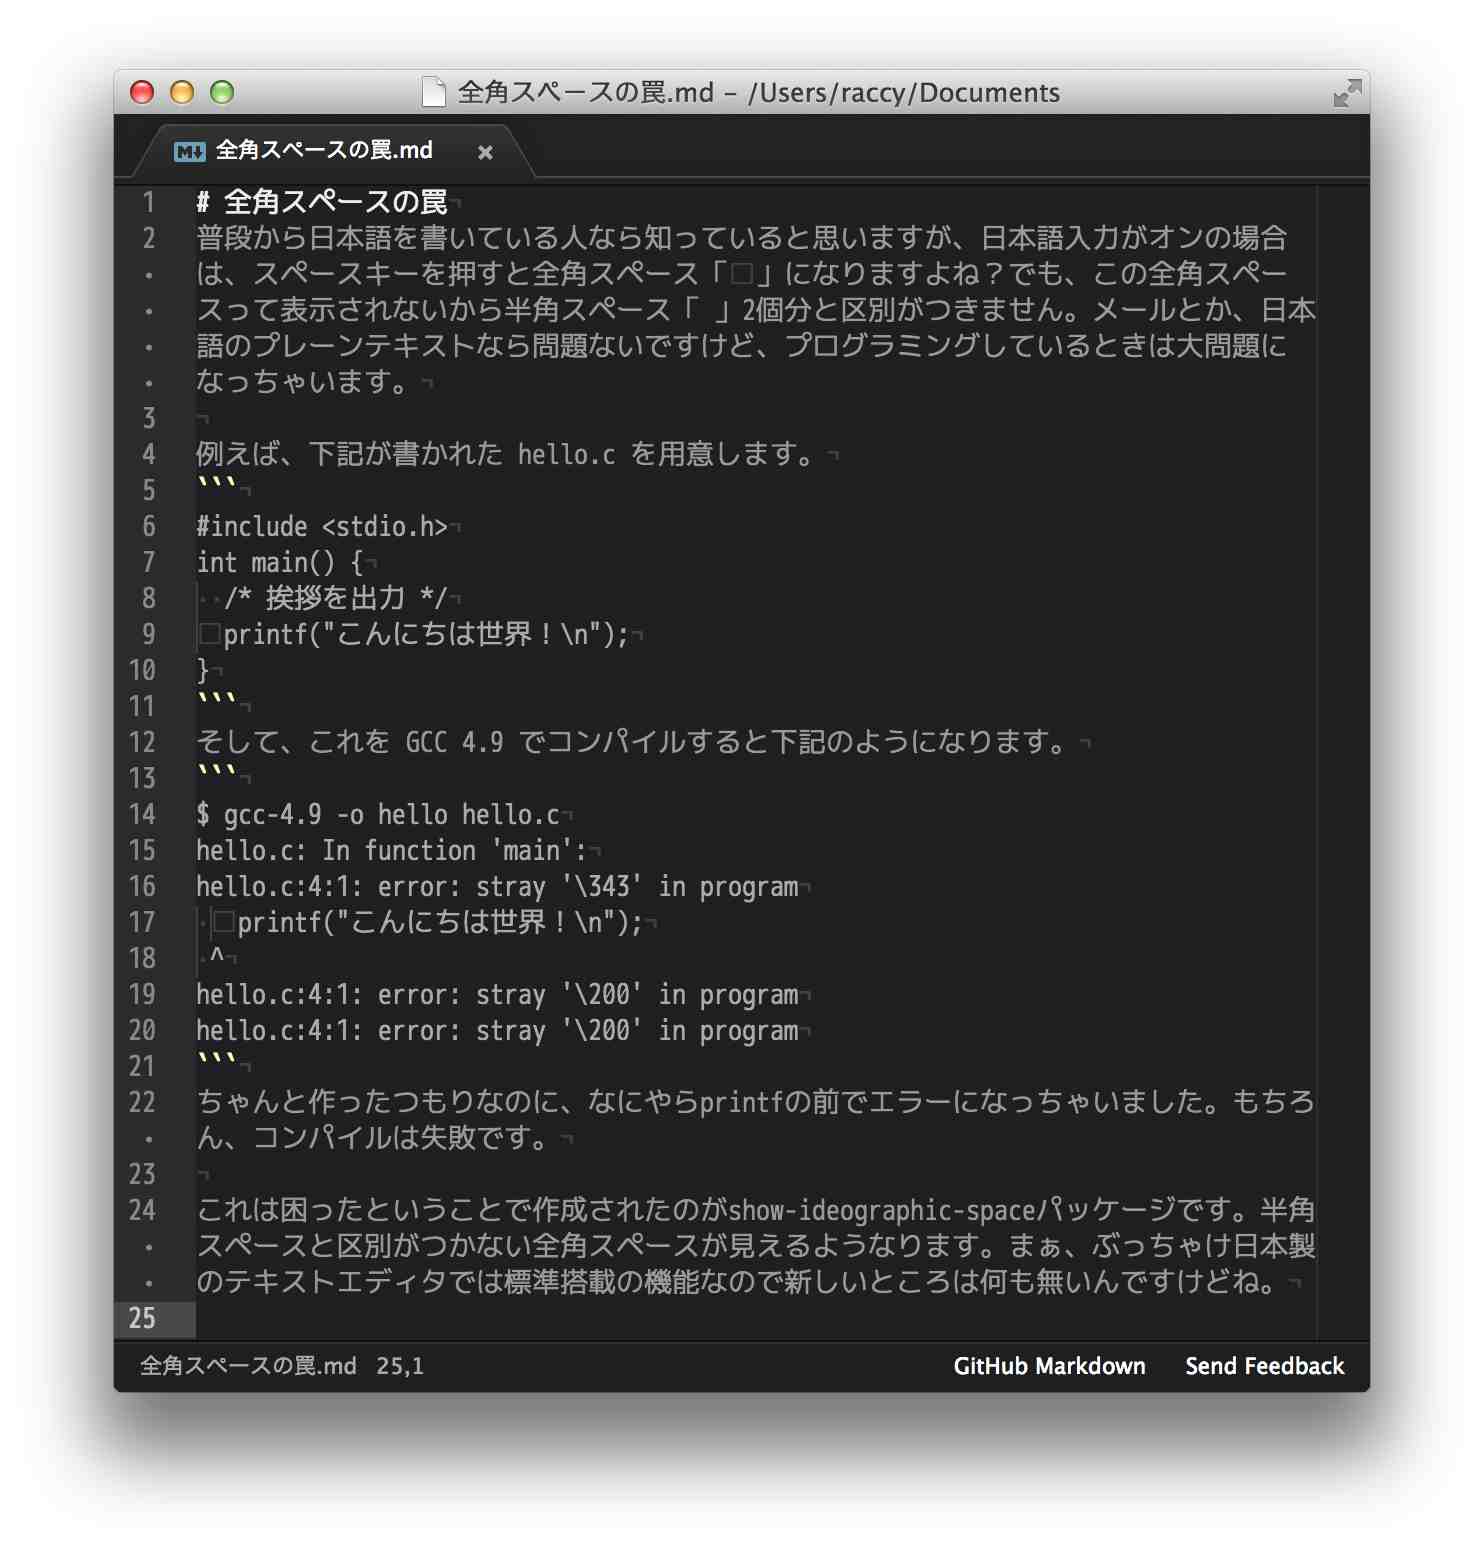 全角スペースの罠.md - /Users/raccy/Documents
全角スペースの罠.md
1 # 全角スペースの罠¬
2 普段から日本語を書いている人なら知っていると思いますが、日本語入力がオンの場合
• は、スペースキーを押すと全角スペース「□」になりますよね？でも、この全角スペー
• スって表示されないから半角スペース「 」2個分と区別がつきません。メールとか、日本
• 語のプレーンテキストなら問題ないですけど、プログラミングしているときは大問題に
• なっちゃいます。¬
3 ¬
4 例えば、下記が書かれた hello.c を用意します。¬
5 ```¬
6 #include <stdio.h>¬
7 int main() {¬
8 ··/* 挨拶を出力 */¬
9 □printf("こんにちは世界！\n");¬
10 }¬
11 ```¬
12 そして、これを GCC 4.9 でコンパイルすると下記のようになります。¬
13 ```¬
14 $ gcc-4.9 -o hello hello.c¬
15 hello.c: In function 'main':¬
16 hello.c:4:1: error: stray '\343' in program¬
17 ·□printf("こんにちは世界！\n");¬
18 ·^¬
19 hello.c:4:1: error: stray '\200' in program¬
20 hello.c:4:1: error: stray '\200' in program¬
21 ```¬
22 ちゃんと作ったつもりなのに、なにやらprintfの前でエラーになっちゃいました。もちろ
• ん、コンパイルは失敗です。¬
23 ¬
24 これは困ったということで作成されたのがshow-ideographic-spaceパッケージです。半角
• スペースと区別がつかない全角スペースが見えるようなります。まぁ、ぶっちゃけ日本製
• のテキストエディタでは標準搭載の機能なので新しいところは何も無いんですけどね。¬
25
全角スペースの罠.md 25,1 GitHub Markdown Send Feedback